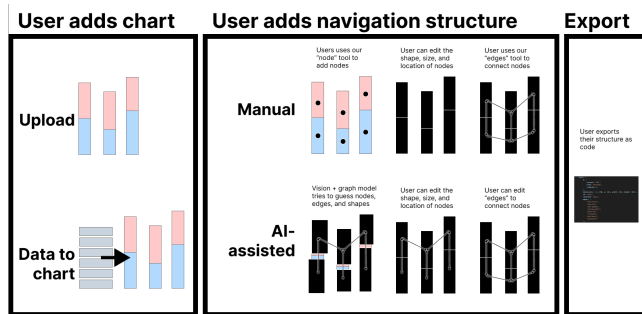 User adds chart
User adds navigation structure
Export
Upload
Data to
chart
Manual
Users uses our
"node" tool to
add nodes
User can edit the
shape, size, and
location of nodes
User uses our
"edges" tool to
connect nodes
AI-
assisted
Vision + graph model
tries to guess nodes,
edges, and shapes
User can edit the
shape, size, and
location of nodes
User can edit
"edges" to
connect nodes
User exports
their structure as
code